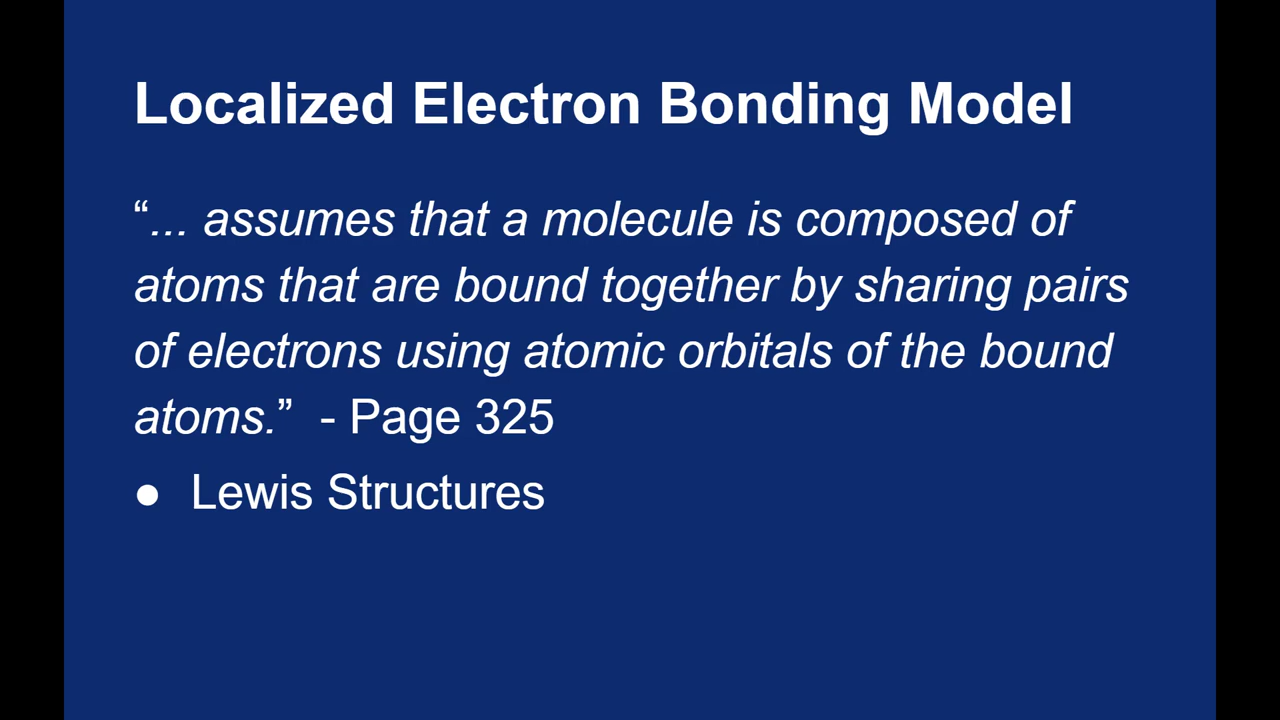 Localized Electron Bonding Model
“... assumes that a molecule is composed of
atoms that are bound together by sharing pairs
of electrons using atomic orbitals of the bound
atoms.”  - Page 325
● Lewis Structures